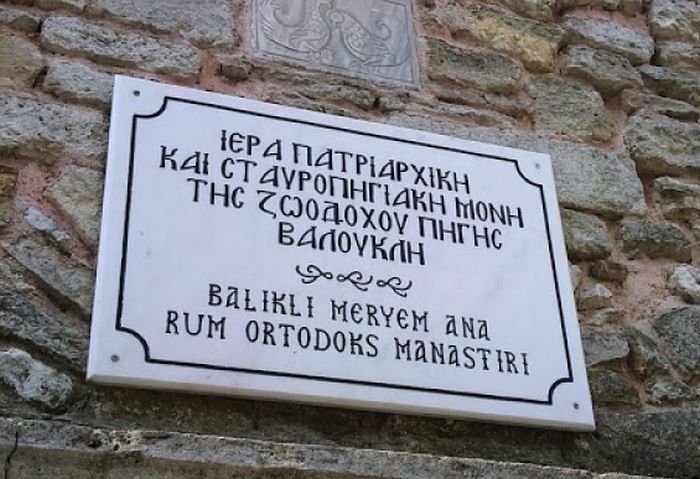 ΙΕΡΑ ΠΑΤΡΙΑΡΧΙΚΗ
ΚΑΙ ΣΤΑΥΡΟΠΗΓΙΑΚΗ ΜΟΝΗ
ΤΗΣ ΖΩΟΔΟΧΟΥ ΠΗΓΗΣ
ΒΑΛΟΥΚΛΗ
BALIKLI MERYEM ANA
RUM ORTODOKS MANASTIRI